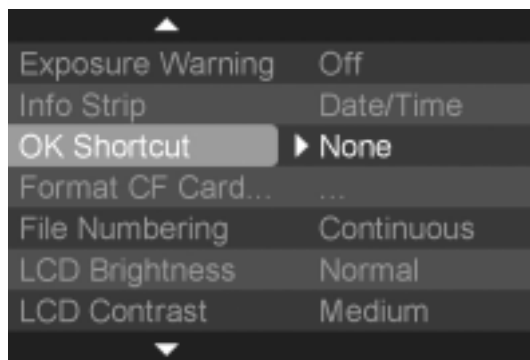 Exposure Warning Off
Info Strip Date/Time
OK Shortcut None
Format CF Card... ...
File Numbering Continuous
LCD Brightness Normal
LCD Contrast Medium